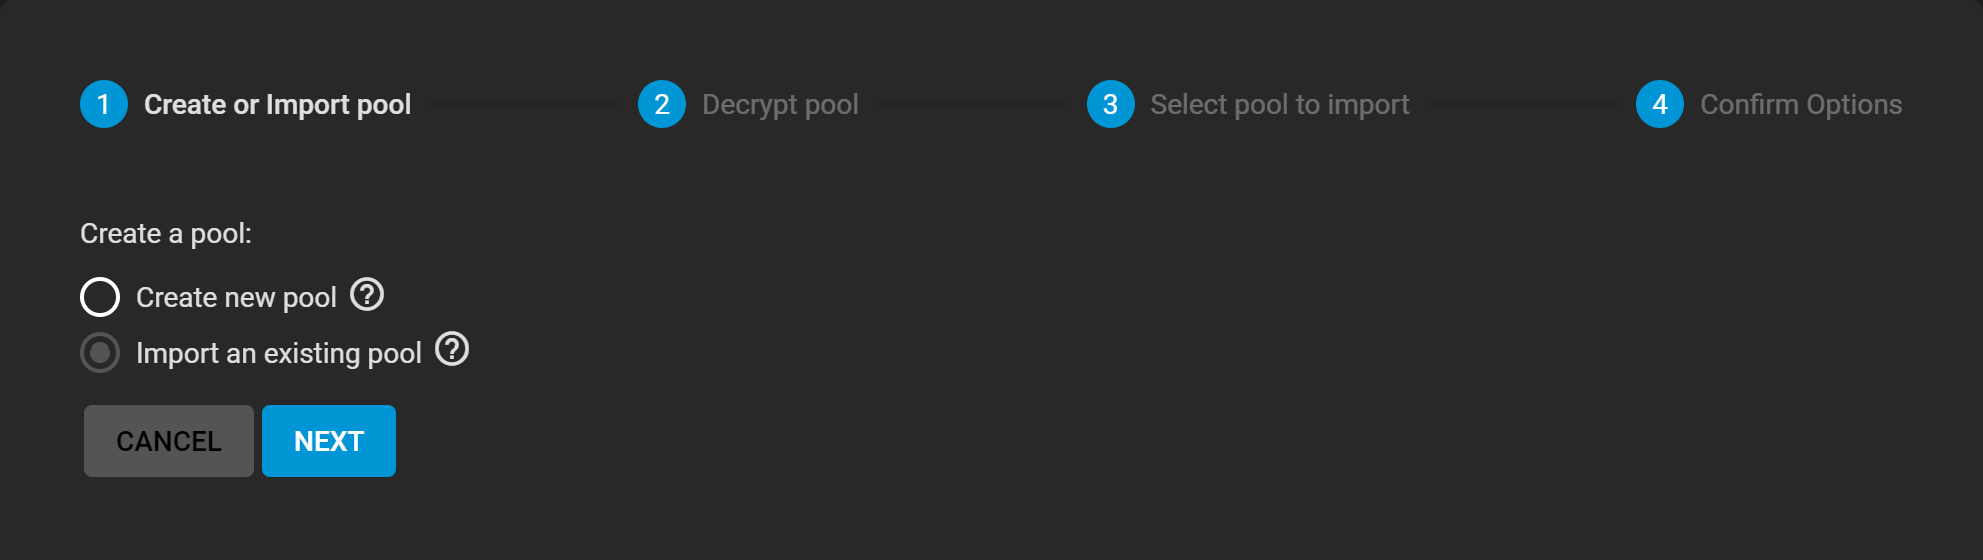 1 Create or Import pool 2 Decrypt pool 3 Select pool to import 4 Confirm Options
Create a pool:
Create new pool ?
Import an existing pool ?
CANCEL NEXT